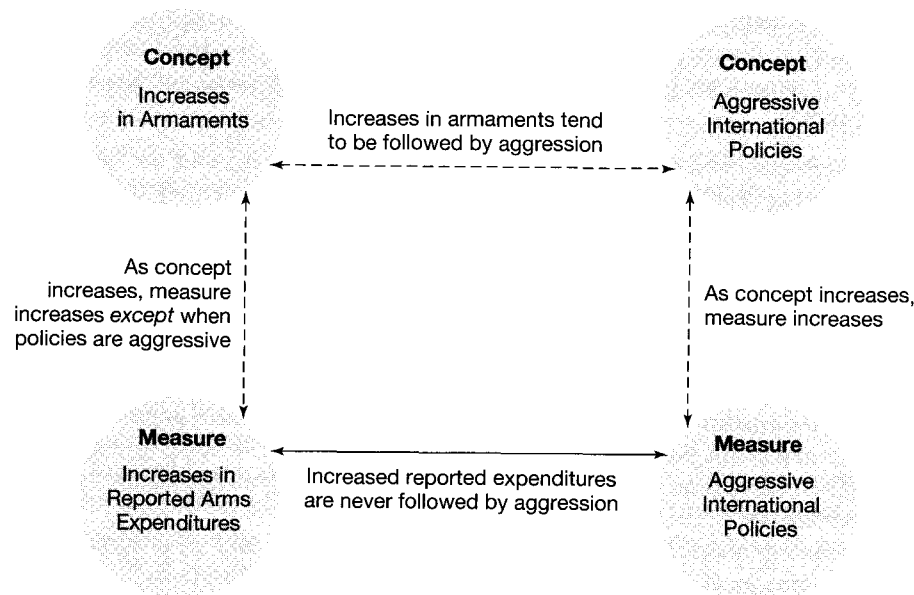 Concept
Increases
in Armaments
Increases in armaments tend
to be followed by aggression
Concept
Aggressive
International
Policies
As concept
increases, measure
increases except when
policies are aggressive
As concept increases,
measure increases
Measure
Increases in
Reported Arms
Expenditures
Increased reported expenditures
are never followed by aggression
Measure
Aggressive
International
Policies